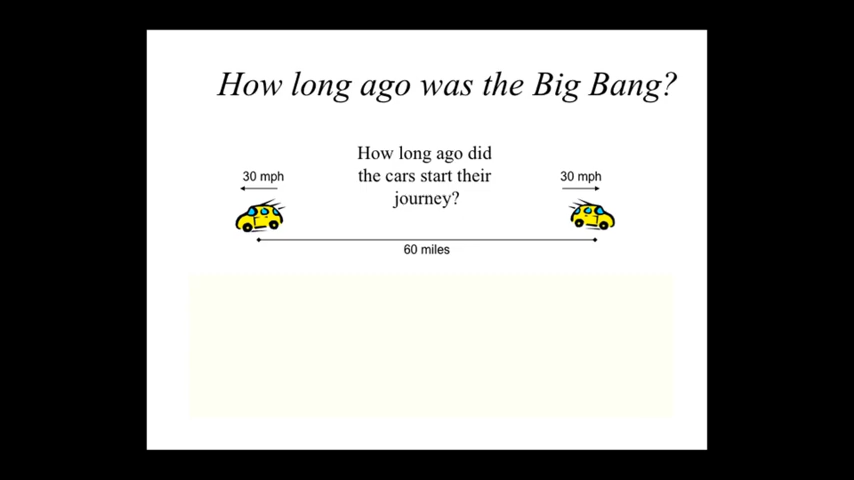 How long ago was the Big Bang?
How long ago did
the cars start their
journey?
30 mph
30 mph
60 miles